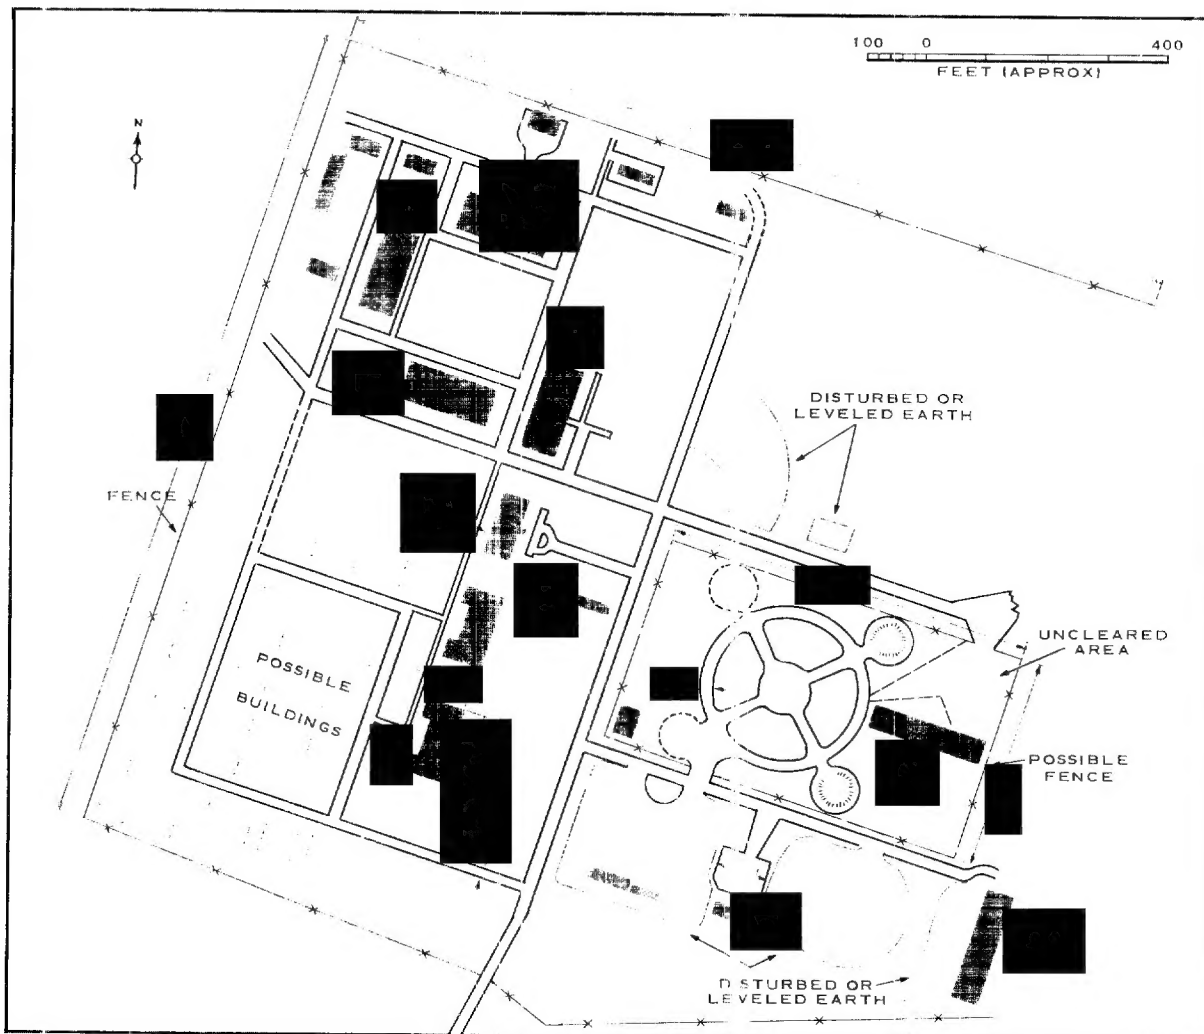 100 0 400
FEET (APPROX)
N
DISTURBED OR
LEVELED EARTH
FENCE
UNCLEARED
AREA
POSSIBLE
BUILDINGS
POSSIBLE
FENCE
DISTURBED OR
LEVELED EARTH